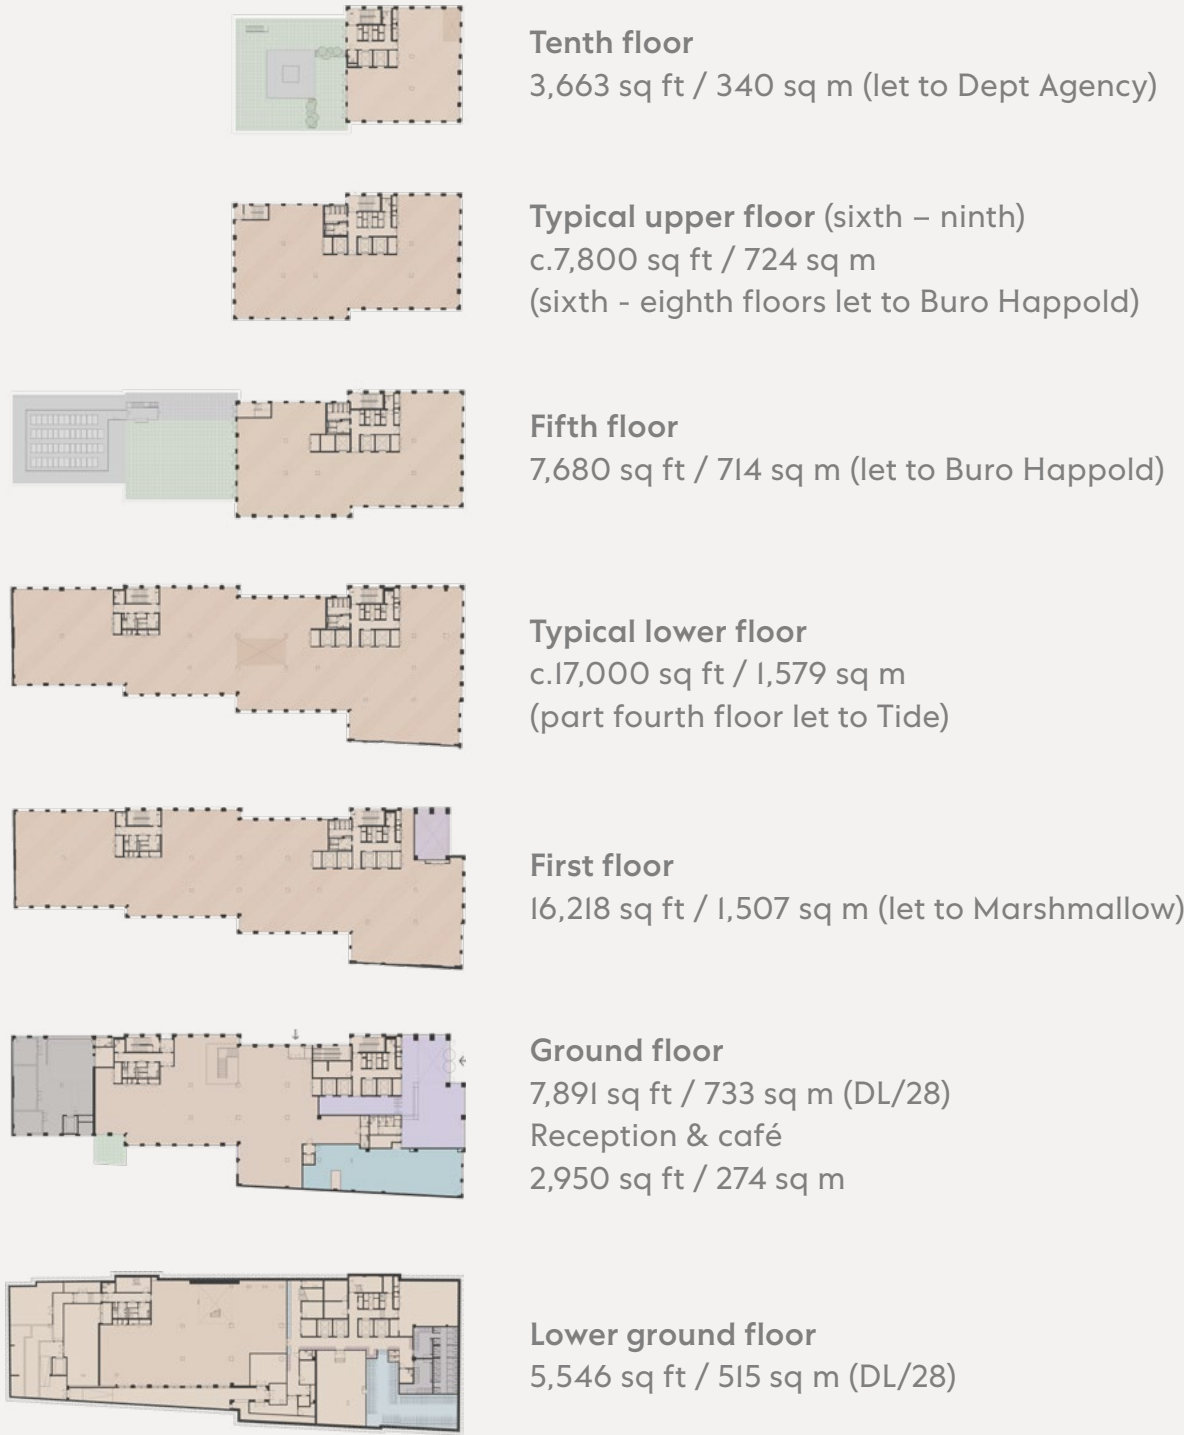 Tenth floor
3,663 sq ft / 340 sq m (let to Dept Agency)
Typical upper floor (sixth – ninth)
c.7,800 sq ft / 724 sq m
(sixth - eighth floors let to Buro Happold)
Fifth floor
7,680 sq ft / 714 sq m (let to Buro Happold)
Typical lower floor
c.17,000 sq ft / 1,579 sq m
(part fourth floor let to Tide)
First floor
16,218 sq ft / 1,507 sq m (let to Marshmallow)
Ground floor
7,891 sq ft / 733 sq m (DL/28)
Reception & café
2,950 sq ft / 274 sq m
Lower ground floor
5,546 sq ft / 515 sq m (DL/28)